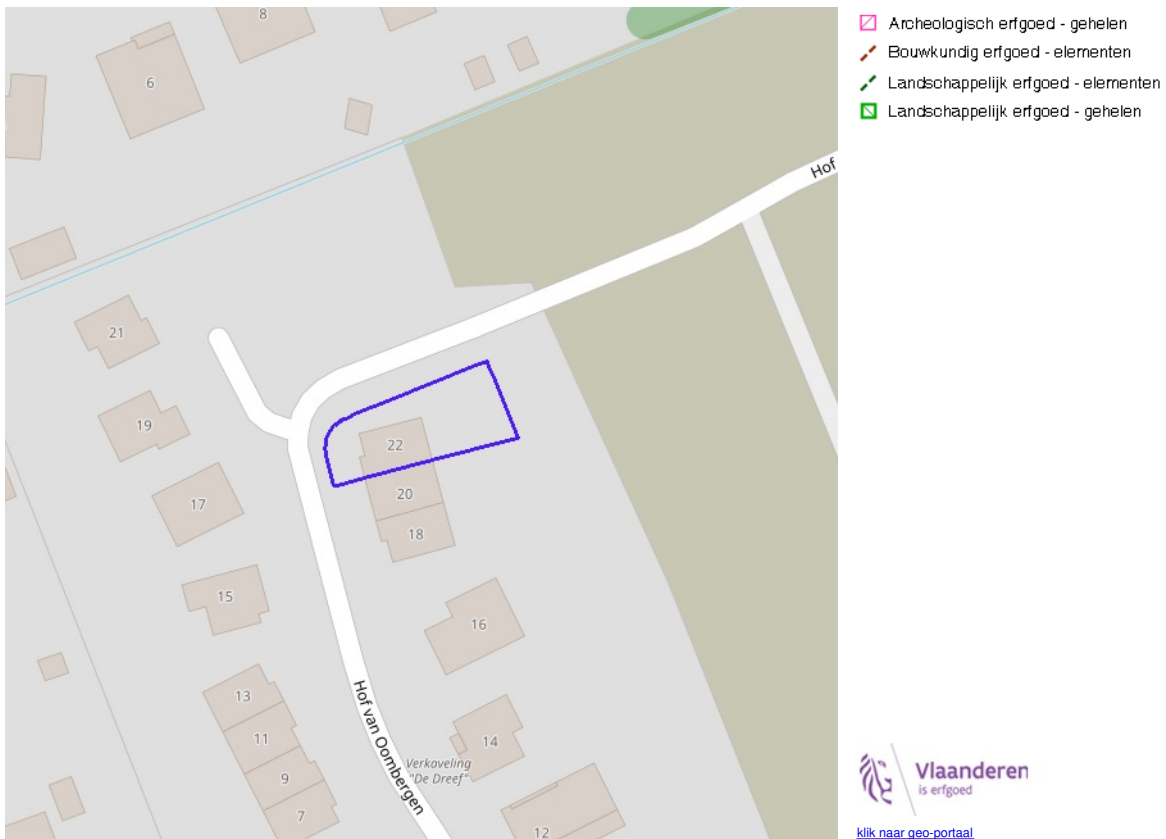 8
6
Hof
21
19
22
17
20
18
15
16
13
11
14
9
7
12
Hof van Oombergen
Verkaveling
"De Dreef"
Archeologisch erfgoed - gehelen
Bouwkundig erfgoed - elementen
Landschappelijk erfgoed - elementen
Landschappelijk erfgoed - gehelen
Vlaanderen
is erfgoed
klik naar geo-portaal